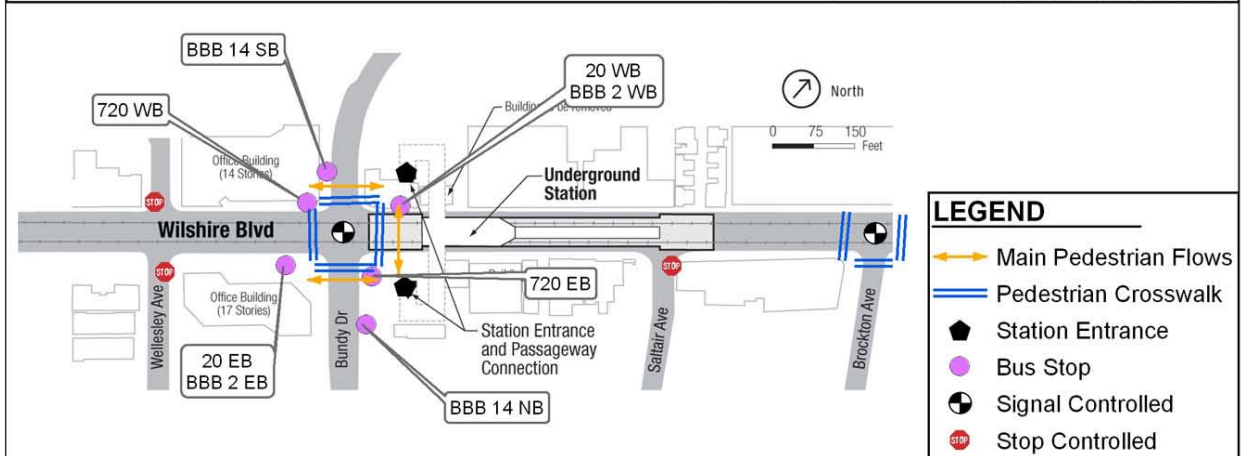 BBB 14 SB
720 WB
20 WB
BBB 2 WB
North
0 75 150
Feet
Office Building
(14 Stories)
Underground
Station
STOP
Wilshire Blvd
STOP
STOP
720 EB
Office Building
(17 Stories)
Wellesley Ave
Bundy Dr
Saltair Ave
Brockton Ave
20 EB
BBB 2 EB
Station Entrance
and Passageway
Connection
BBB 14 NB
LEGEND
Main Pedestrian Flows
Pedestrian Crosswalk
Station Entrance
Bus Stop
Signal Controlled
STOP
Stop Controlled